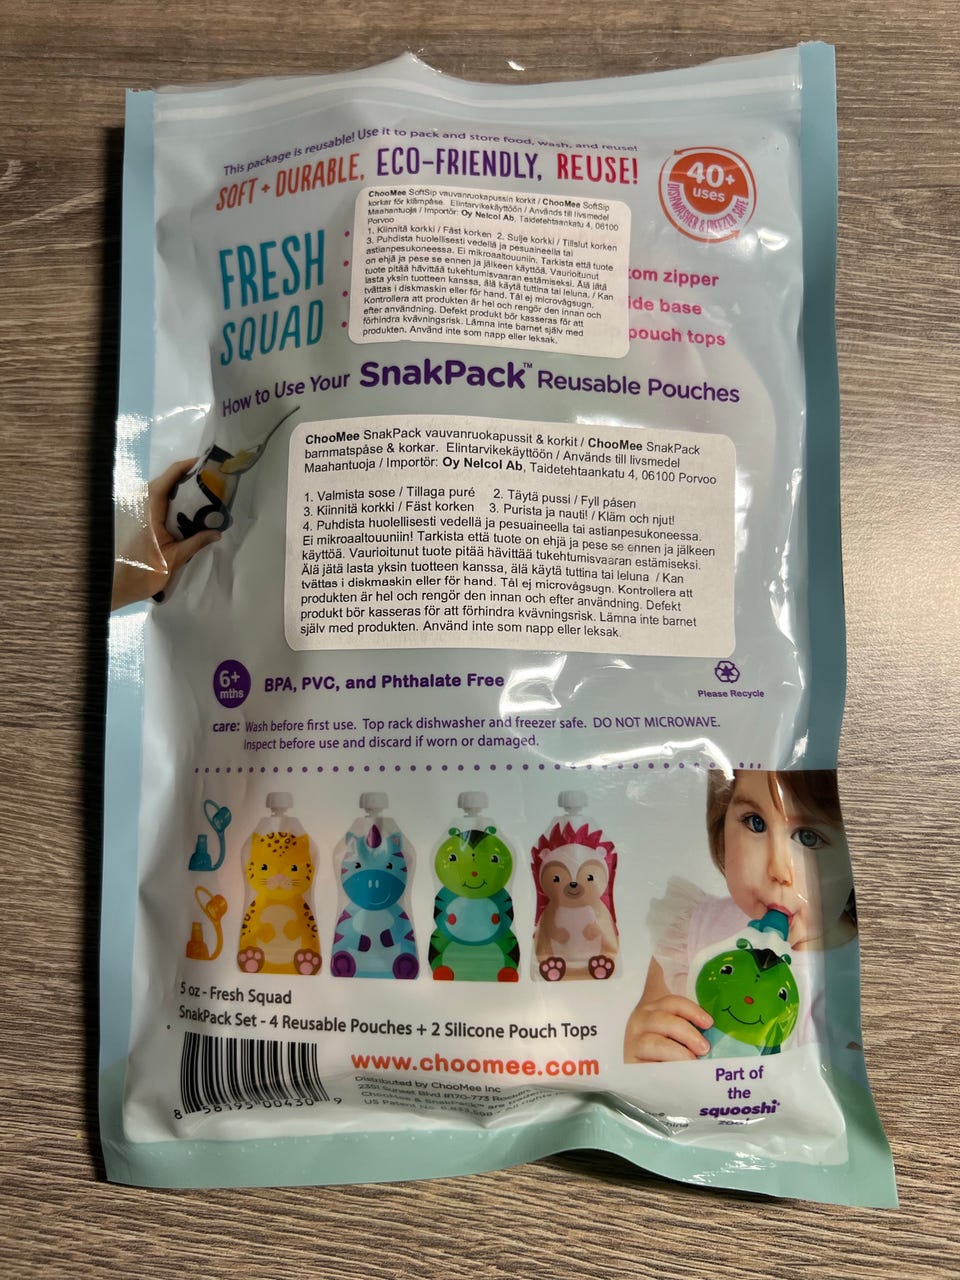 This package is reusable! Use it to pack and store food, wash, and reuse!
SOFT + DURABLE, ECO-FRIENDLY, REUSE!
40+
uses
DISHWASHER & FREEZER SAFE
FRESH
SQUAD
ChooMee SoftSip vauvanruokapussin korkit / ChooMee SoftSip
korkar för klämpåse. Elintarvikekäyttöön / Används till livsmedel
Maahantuoja / Importör: Oy Nelcol Ab, Taidetehtaankatu 4, 06100
Porvoo
1. Kiinnitä korkki / Fäst korken 2. Sulje korkki / Tillslut korken
3. Puhdista huolellisesti vedellä ja pesuaineella tai
astianpesukoneessa. Ei mikroaaltouuniin. Tarkista että tuote
on ehjä ja pese se ennen ja jälkeen käyttöä. Vaurioitunut
tuote pitää hävittää tukehtumisvaaran estämiseksi. Älä jätä
lasta yksin tuotteen kanssa, älä käytä tuttina tai leluna. / Kan
tvättas i diskmaskin eller för hand. Tål ej microvågsugn.
Kontrollera att produkten är hel och rengör den innan och
efter användning. Defekt produkt bör kasseras för att
förhindra kvävningsrisk. Lämna inte barnet själv med
produkten. Använd inte som napp eller leksak.
tom zipper
ide base
pouch tops
How to Use Your SnakPack™ Reusable Pouches
ChooMee SnakPack vauvanruokapussit & korkit / ChooMee SnakPack
barnmatspåse & korkar. Elintarvikekäyttöön / Används till livsmedel
Maahantuoja / Importör: Oy Nelcol Ab, Taidetehtaankatu 4, 06100 Porvoo
1. Valmista sose / Tillaga puré 2. Täytä pussi / Fyll påsen
3. Kiinnitä korkki / Fäst korken 3. Purista ja nauti! / Kläm och njut!
4. Puhdista huolellisesti vedellä ja pesuaineella tai astianpesukoneessa.
Ei mikroaaltouuniin! Tarkista että tuote on ehjä ja pese se ennen ja jälkeen
käyttöä. Vaurioitunut tuote pitää hävittää tukehtumisvaaran estämiseksi.
Älä jätä lasta yksin tuotteen kanssa, älä käytä tuttina tai leluna / Kan
tvättas i diskmaskin eller för hand. Tål ej microvågsugn. Kontrollera att
produkten är hel och rengör den innan och efter användning. Defekt
produkt bör kasseras för att förhindra kvävningsrisk. Lämna inte barnet
själv med produkten. Använd inte som napp eller leksak.
6+
mths
BPA, PVC, and Phthalate Free
Please Recycle
care: Wash before first use. Top rack dishwasher and freezer safe. DO NOT MICROWAVE.
Inspect before use and discard if worn or damaged.
5 oz - Fresh Squad
SnakPack Set - 4 Reusable Pouches + 2 Silicone Pouch Tops
www.choomee.com
8 58195 00430 9
Distributed by ChooMee Inc
2351 Sunset Blvd #170-773
ChooMee & SnakPack™ are
US Patent No.
Part of
the
squooshi
zoo!